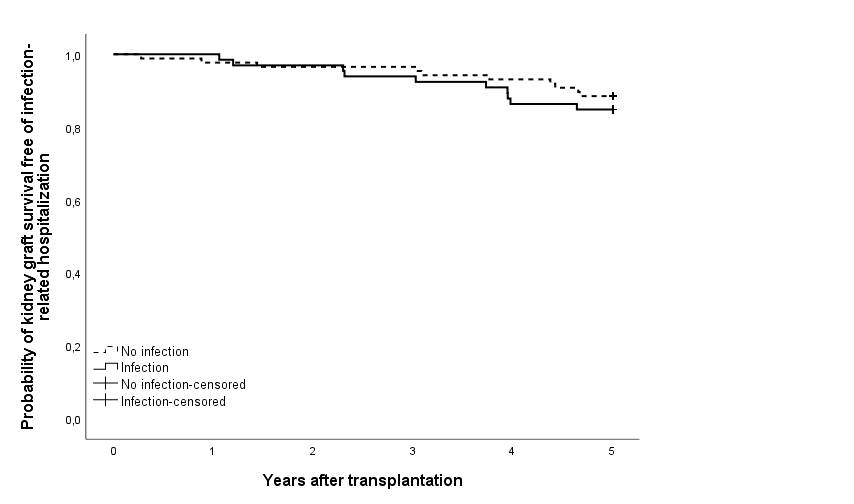 Probability of kidney graft survival free of infection-
related hospitalization
1,0
0,8
0,6
0,4
0,2
0,0
No infection
Infection
No infection-censored
Infection-censored
0 1 2 3 4 5
Years after transplantation